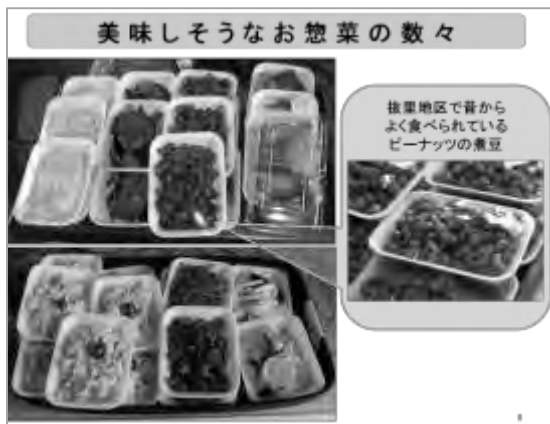 美味しそうなお惣菜の数々
抜里地区で昔から
よく食べられている
ピーナッツの煮豆